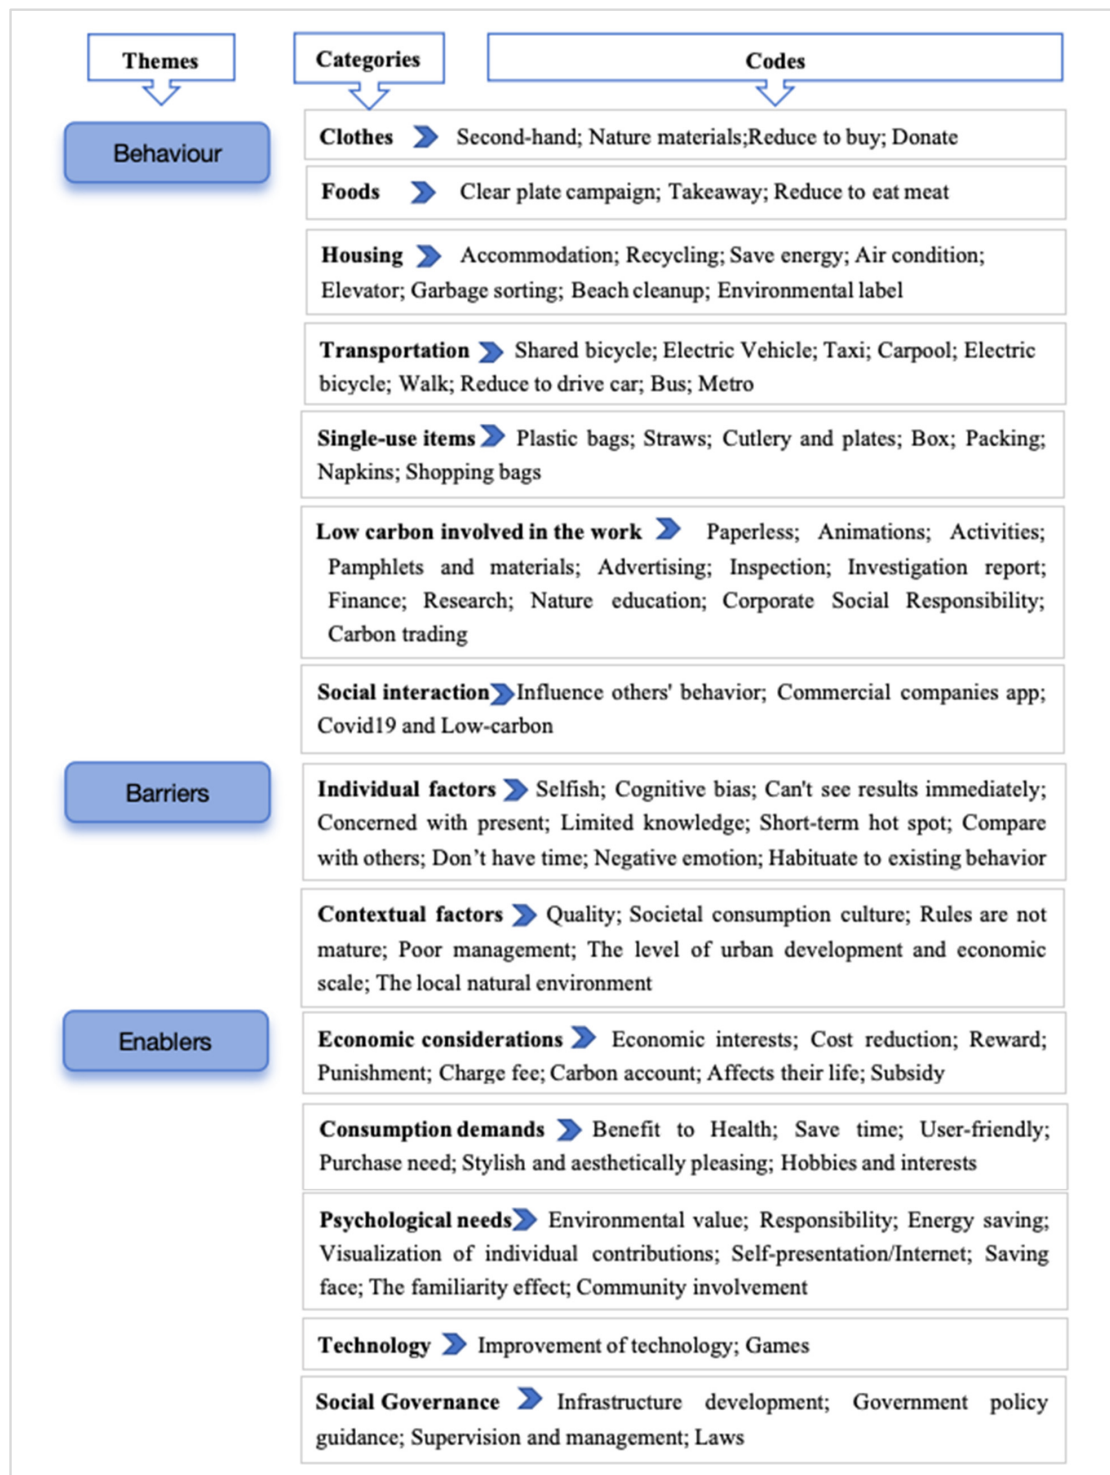 Themes
Categories
Codes
Behaviour
Clothes Second-hand; Nature materials;Reduce to buy; Donate
Foods Clear plate campaign; Takeaway; Reduce to eat meat
Housing Accommodation; Recycling; Save energy; Air condition;
Elevator; Garbage sorting; Beach cleanup; Environmental label
Transportation Shared bicycle; Electric Vehicle; Taxi; Carpool; Electric
bicycle; Walk; Reduce to drive car; Bus; Metro
Single-use items Plastic bags; Straws; Cutlery and plates; Box; Packing;
Napkins; Shopping bags
Low carbon involved in the work Paperless; Animations; Activities;
Pamphlets and materials; Advertising; Inspection; Investigation report;
Finance; Research; Nature education; Corporate Social Responsibility;
Carbon trading
Social interaction Influence others' behavior; Commercial companies app;
Covid19 and Low-carbon
Barriers
Individual factors Selfish; Cognitive bias; Can't see results immediately;
Concerned with present; Limited knowledge; Short-term hot spot; Compare
with others; Don’t have time; Negative emotion; Habituate to existing behavior
Contextual factors Quality; Societal consumption culture; Rules are not
mature; Poor management; The level of urban development and economic
scale; The local natural environment
Enablers
Economic considerations Economic interests; Cost reduction; Reward;
Punishment; Charge fee; Carbon account; Affects their life; Subsidy
Consumption demands Benefit to Health; Save time; User-friendly;
Purchase need; Stylish and aesthetically pleasing; Hobbies and interests
Psychological needs Environmental value; Responsibility; Energy saving;
Visualization of individual contributions; Self-presentation/Internet; Saving
face; The familiarity effect; Community involvement
Technology Improvement of technology; Games
Social Governance Infrastructure development; Government policy
guidance; Supervision and management; Laws